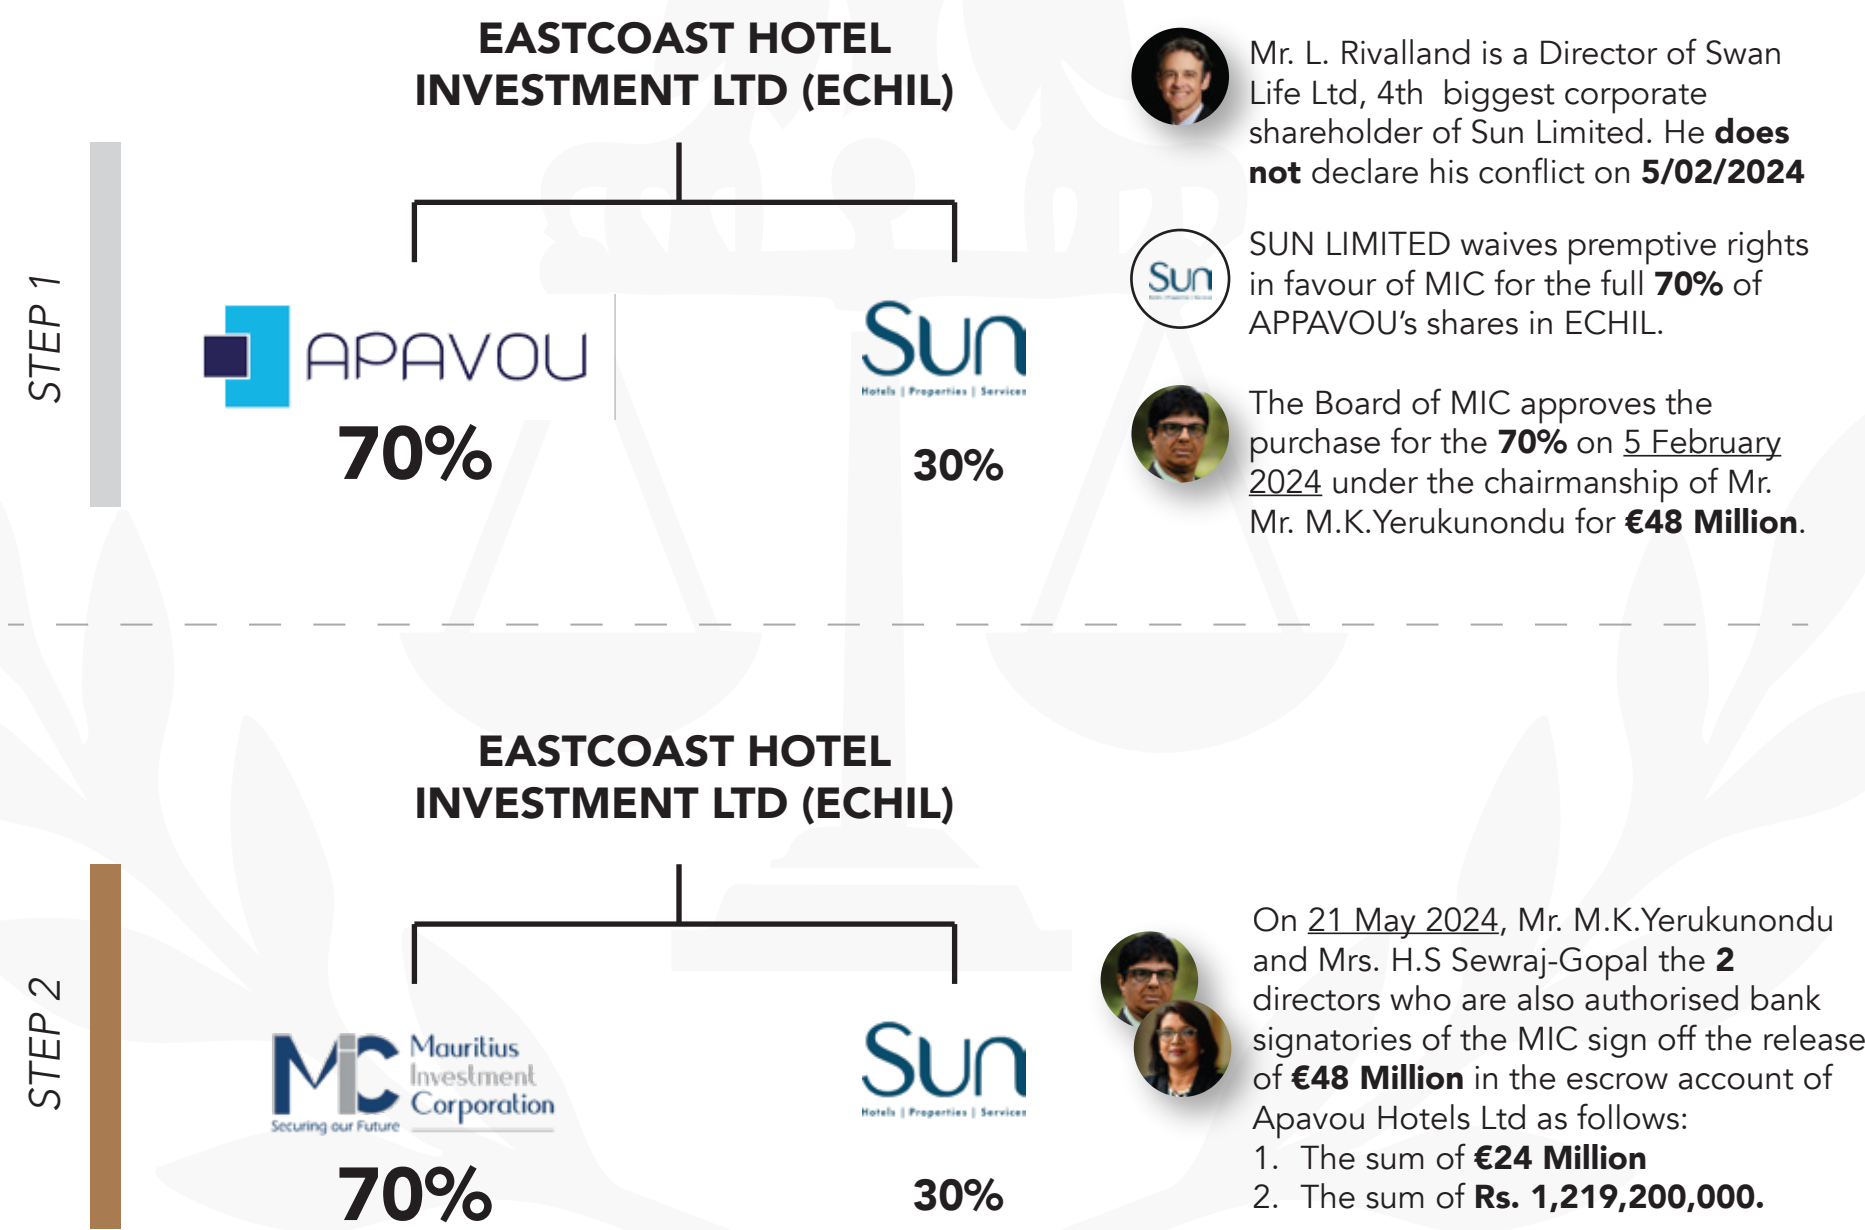 EASTCOAST HOTEL
INVESTMENT LTD (ECHIL)
STEP 1
APAVOU
70%
Sun
Hotels | Properties | Services
30%
Mr. L. Rivalland is a Director of Swan
Life Ltd, 4th biggest corporate
shareholder of Sun Limited. He does
not declare his conflict on 5/02/2024
Sun
SUN LIMITED waives premptive rights
in favour of MIC for the full 70% of
APPAVOU's shares in ECHIL.
The Board of MIC approves the
purchase for the 70% on 5 February
2024 under the chairmanship of Mr.
Mr. M.K.Yerukunondu for €48 Million.
EASTCOAST HOTEL
INVESTMENT LTD (ECHIL)
STEP 2
MIC
Mauritius
Investment
Corporation
Securing our Future
70%
Sun
Hotels | Properties | Services
30%
On 21 May 2024, Mr. M.K.Yerukunondu
and Mrs. H.S Sewraj-Gopal the 2
directors who are also authorised bank
signatories of the MIC sign off the release
of €48 Million in the escrow account of
Apavou Hotels Ltd as follows:
1. The sum of €24 Million
2. The sum of Rs. 1,219,200,000.